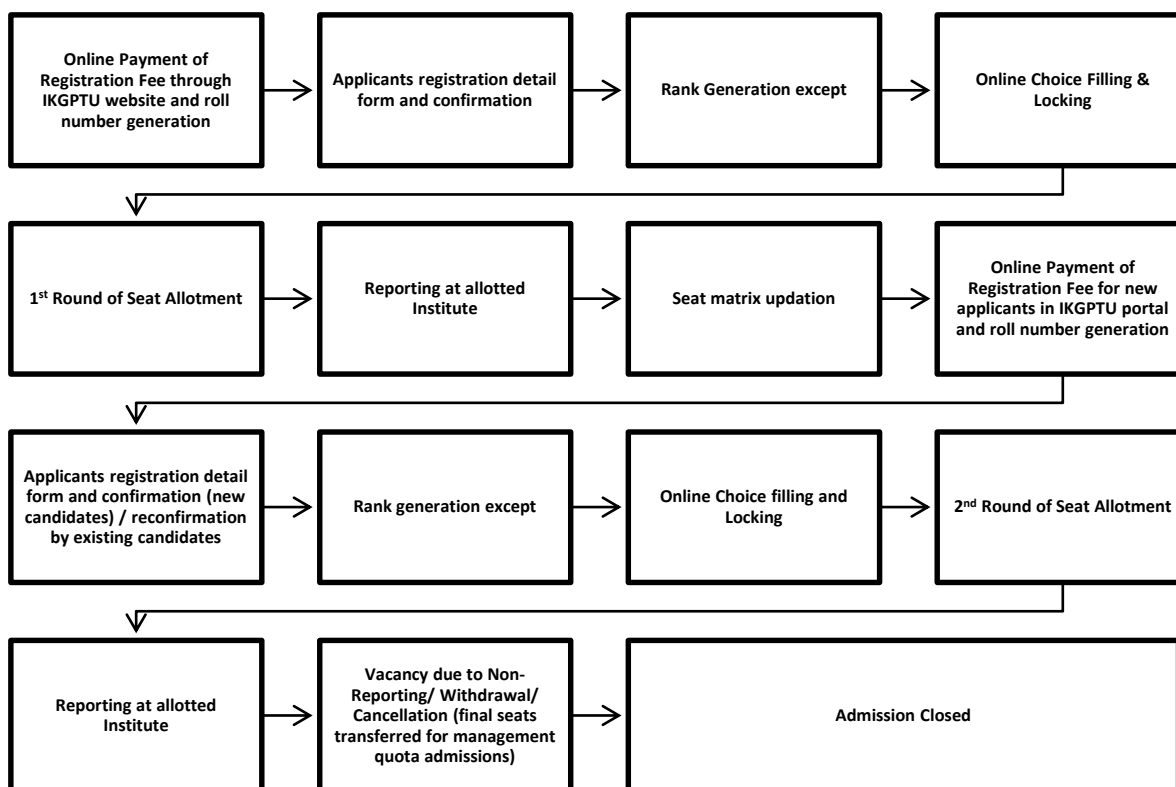 Online Payment of
Registration Fee through
IKGPTU website and roll
number generation
Applicants registration detail
form and confirmation
Rank Generation except
Online Choice Filling &
Locking
1st Round of Seat Allotment
Reporting at allotted
Institute
Seat matrix updation
Online Payment of
Registration Fee for new
applicants in IKGPTU portal
and roll number generation
Applicants registration detail
form and confirmation (new
candidates) / reconfirmation
by existing candidates
Rank generation except
Online Choice filling and
Locking
2nd Round of Seat Allotment
Reporting at allotted
Institute
Vacancy due to Non-
Reporting/ Withdrawal/
Cancellation (final seats
transferred for management
quota admissions)
Admission Closed